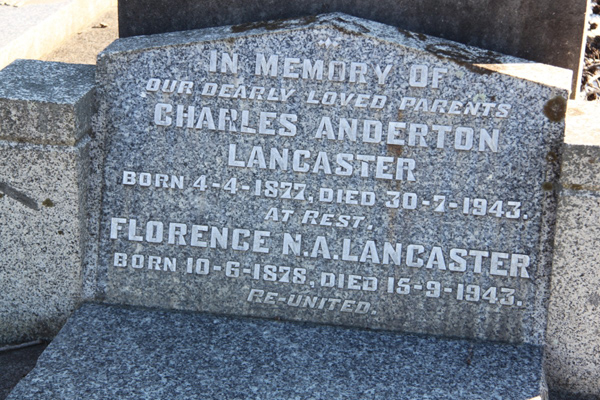 IN MEMORY OF
OUR DEARLY LOVED PARENTS
CHARLES ANDERTON
LANCASTER
BORN 4-4-1877, DIED 30-7-1943.
AT REST.
FLORENCE N.A. LANCASTER
BORN 10-6-1878, DIED 15-9-1943.
RE-UNITED.